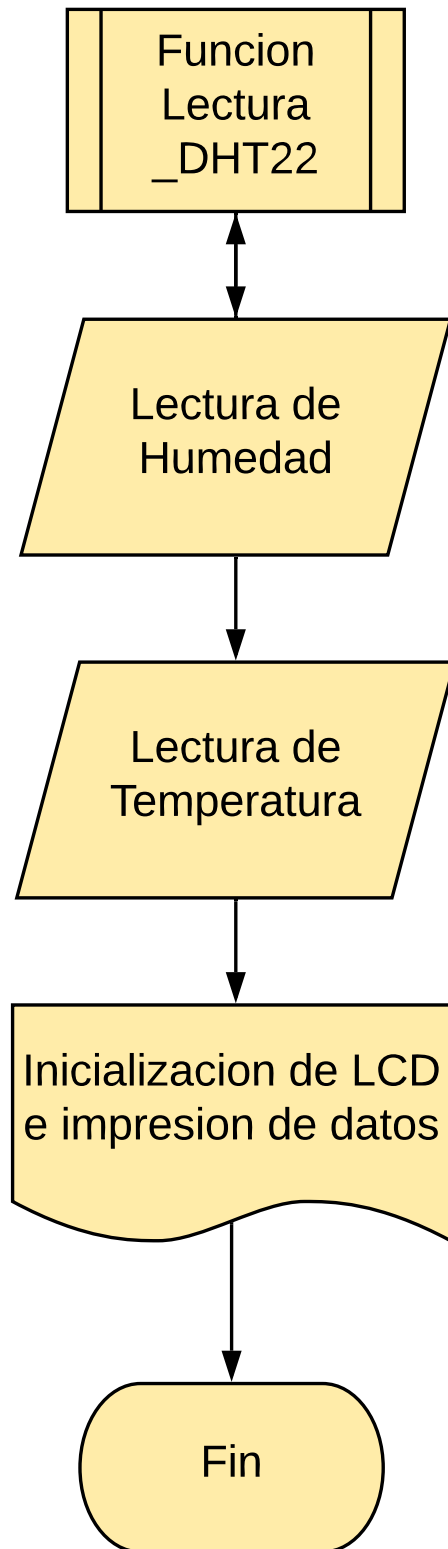 Funcion
Lectura
_DHT22
Lectura de
Humedad
Lectura de
Temperatura
Inicializacion de LCD
e impresion de datos
Fin